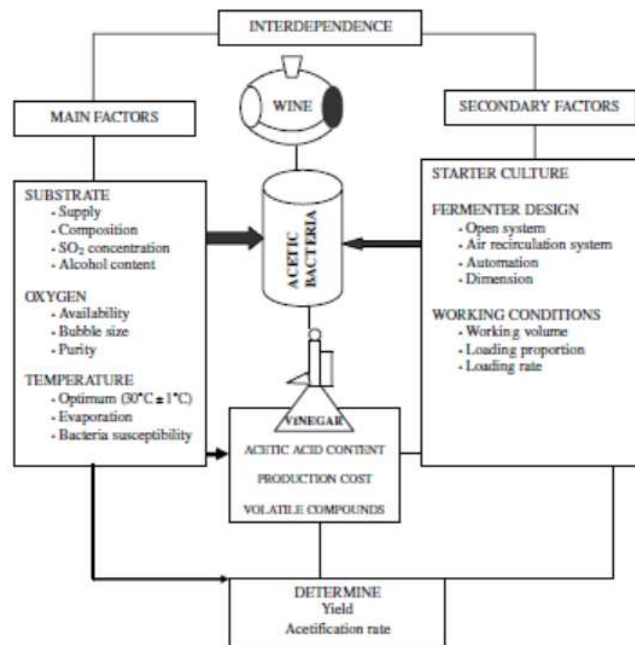 INTERDEPENDENCE
WINE
MAIN FACTORS
SECONDARY FACTORS
SUBSTRATE
- Supply
- Composition
- SO₂ concentration
- Alcohol content
OXYGEN
- Availability
- Bubble size
- Purity
TEMPERATURE
- Optimum (30°C ± 1°C)
- Evaporation
- Bacteria susceptibility
ACETIC
BACTERIA
STARTER CULTURE
FERMENTER DESIGN
- Open system
- Air recirculation system
- Automation
- Dimension
WORKING CONDITIONS
- Working volume
- Loading proportion
- Loading rate
VINEGAR
ACETIC ACID CONTENT
PRODUCTION COST
VOLATILE COMPOUNDS
DETERMINE
Yield
Acetification rate